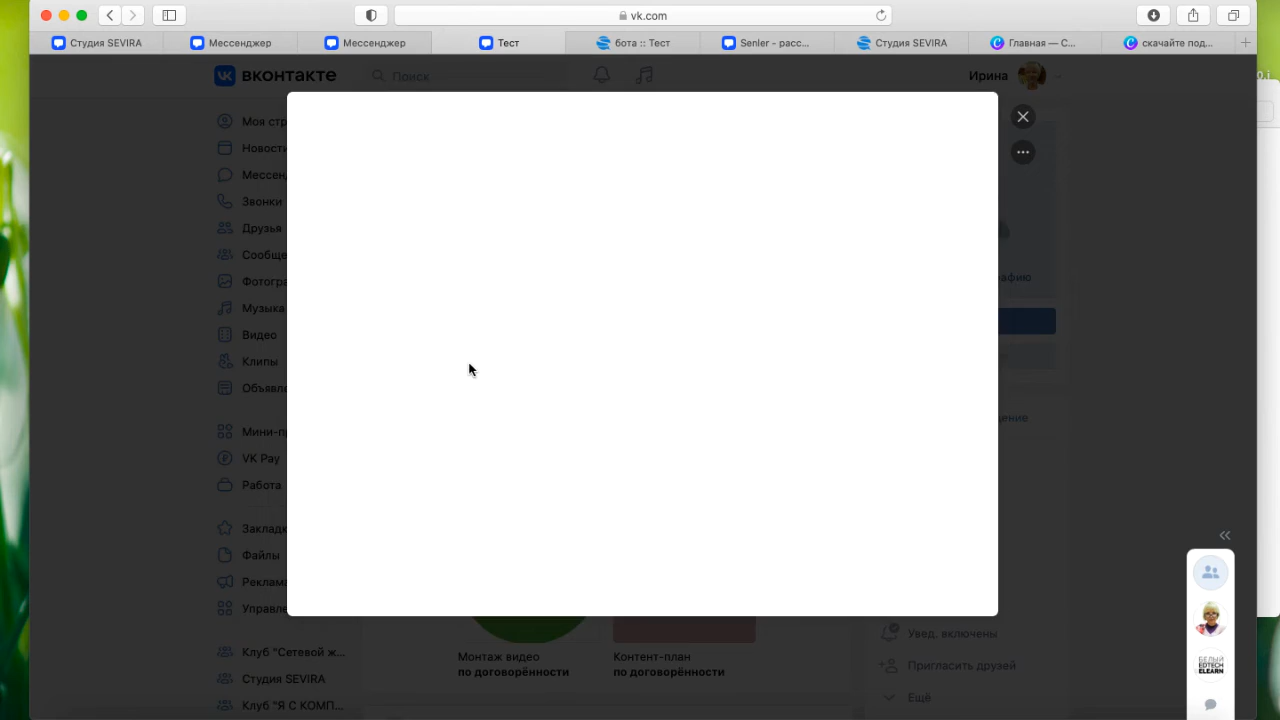 vk.com
Студия SEVIRA
Мессенджер
Мессенджер
Тест
бота :: Тест
Senler - расс...
Студия SEVIRA
Главная — С...
скачайте под...
вконтакте
Поиск
Ирина
Моя стр
Новости
Мессен
Звонки
Друзья
Сообще
Фотогра
Музыка
Видео
Клипы
Объявле
Мини-пр
VK Pay
Работа
Закладк
Файлы
Реклама
Управле
Клуб "Сетевой ж...
Студия SEVIRA
Клуб "Я С КОМП...
Монтаж видео
по договорённости
Контент-план
по договорённости
афию
щение
Увед. включены
Пригласить друзей
Ещё
БЕЛЫЙ
EDTECH
ELEARN